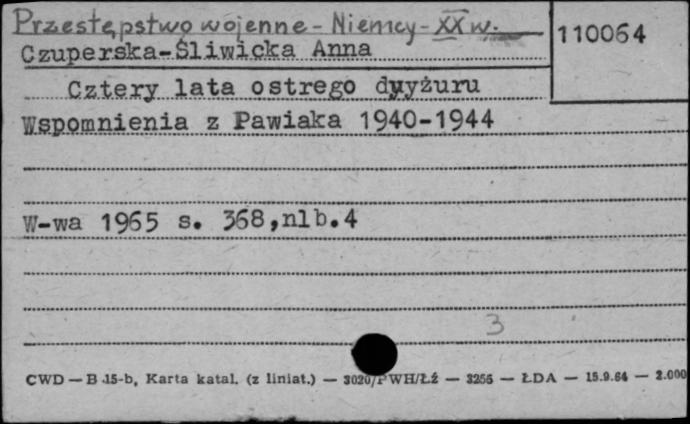 Przestępstwo wojenne - Niemcy - XX w.
110064
Czuperska-Śliwicka Anna
Cztery lata ostrego dyyżuru
Wspomnienia z Pawiaka 1940-1944
W-wa 1965 s. 368,nlb.4
3
CWD — B 15-b, Karta katal. (z liniat.) — 3020/PWH/ŁŻ — 3256 — ŁDA — 15.9.64 — 2.000